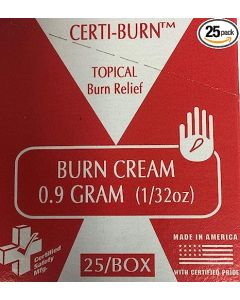 25
pack
CERTI-BURN™
TOPICAL
Burn Relief
BURN CREAM
0.9 GRAM (1/32oz)
MADE IN AMERICA
Certified
Safety
Mfg.
WITH CERTIFIED PRIDE
25/BOX